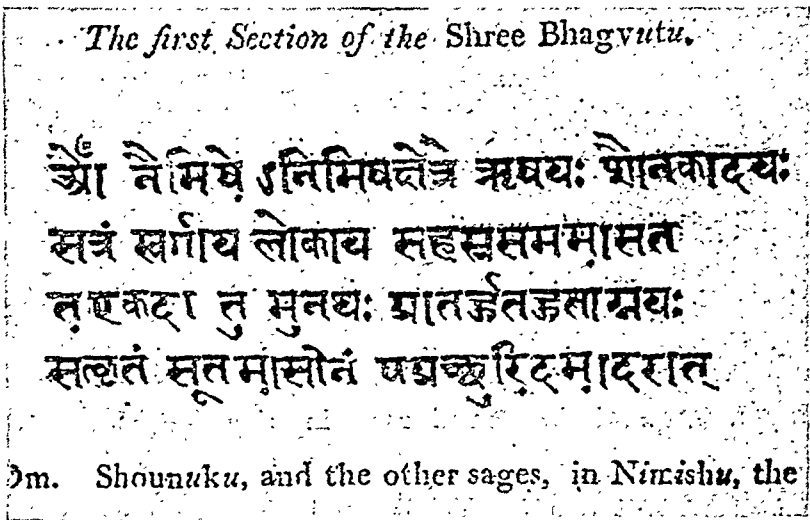 The first Section of the Shree Bhagvutu.
ओँ नैमिषे ऽनिमिषक्षेत्रे ऋषयः शौनकादयः
सत्रं स्वर्गाय लोकाय सहस्रसममासत
त एकदा तु मुनयः प्रातर्ऊतऊताग्नयः
सत्कृतं सूतमासीनं पप्रच्छुरिदमादरात्
Om. Shounuku, and the other sages, in Nimishu, the